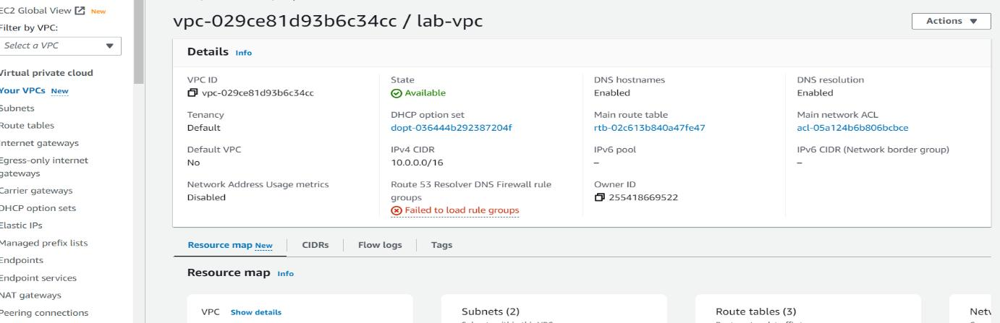 EC2 Global View New
Filter by VPC:
Select a VPC
Virtual private cloud
Your VPCs New
Subnets
Route tables
Internet gateways
Egress-only internet
gateways
Carrier gateways
DHCP option sets
Elastic IPs
Managed prefix lists
Endpoints
Endpoint services
NAT gateways
Peering connections
vpc-029ce81d93b6c34cc / lab-vpc
Actions
Details Info
VPC ID
vpc-029ce81d93b6c34cc
State
Available
DNS hostnames
Enabled
DNS resolution
Enabled
Tenancy
Default
DHCP option set
dopt-036444b292387204f
Main route table
rtb-02c613b840a47fe47
Main network ACL
acl-05a124b6b806bcbce
Default VPC
No
IPv4 CIDR
10.0.0.0/16
IPv6 pool
–
IPv6 CIDR (Network border group)
–
Network Address Usage metrics
Disabled
Route 53 Resolver DNS Firewall rule
groups
Failed to load rule groups
Owner ID
255418669522
Resource map New
CIDRs
Flow logs
Tags
Resource map Info
VPC Show details
Subnets (2)
Route tables (3)